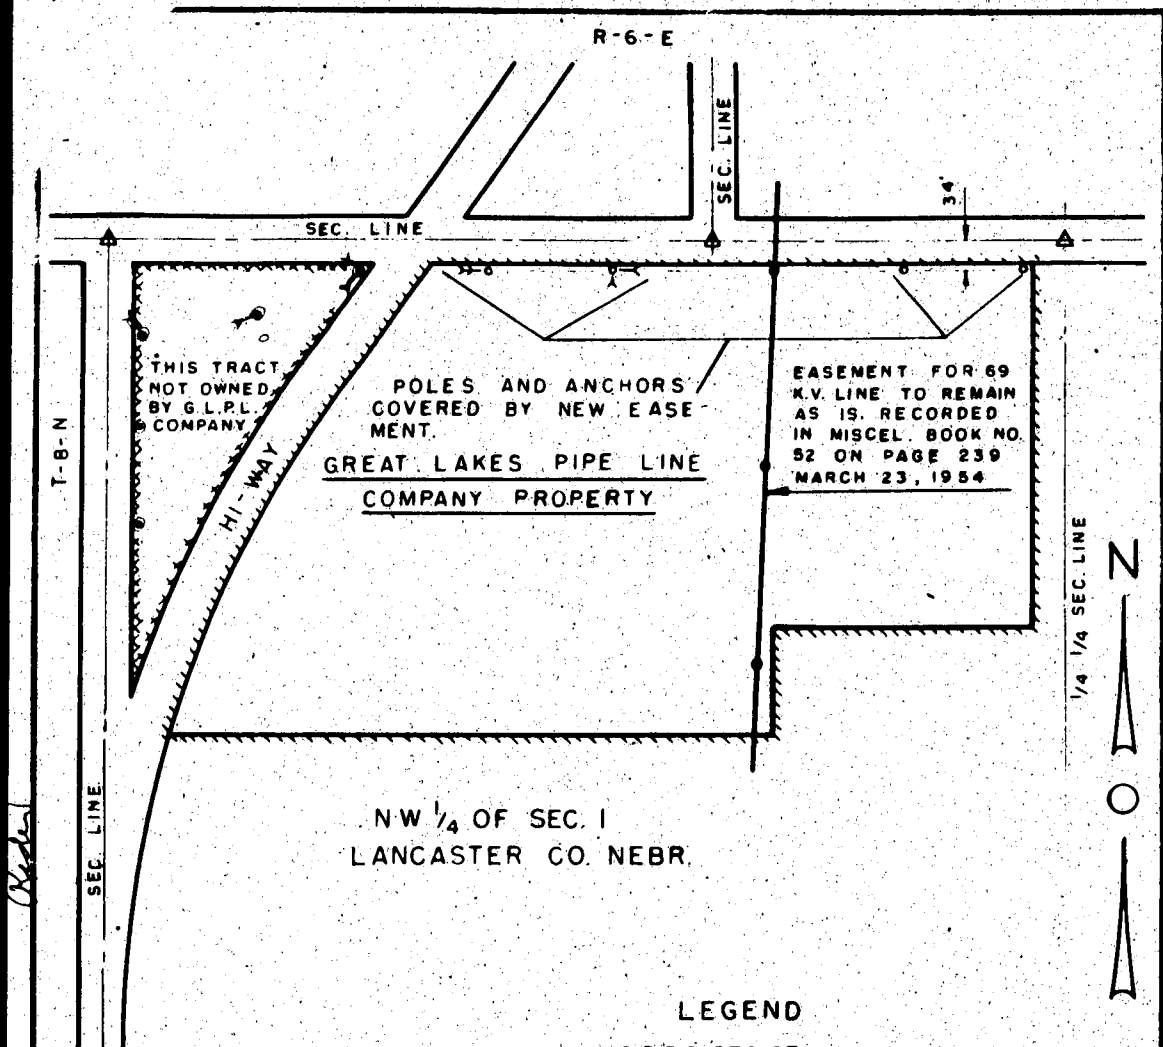 R-6-E
SEC. LINE
34'
SEC. LINE
THIS TRACT
NOT OWNED
BY G.L.P.L.
COMPANY
POLES AND ANCHORS
COVERED BY NEW EASE-
MENT.
EASEMENT FOR 69
K.V. LINE TO REMAIN
AS IS. RECORDED
IN MISCEL. BOOK NO.
52 ON PAGE 239
MARCH 23, 1954
T-8-N
HI-WAY
GREAT LAKES PIPE LINE
COMPANY PROPERTY
1/4 1/4 SEC. LINE
N
SEC. LINE
NW 1/4 OF SEC. 1
LANCASTER CO. NEBR.
LEGEND